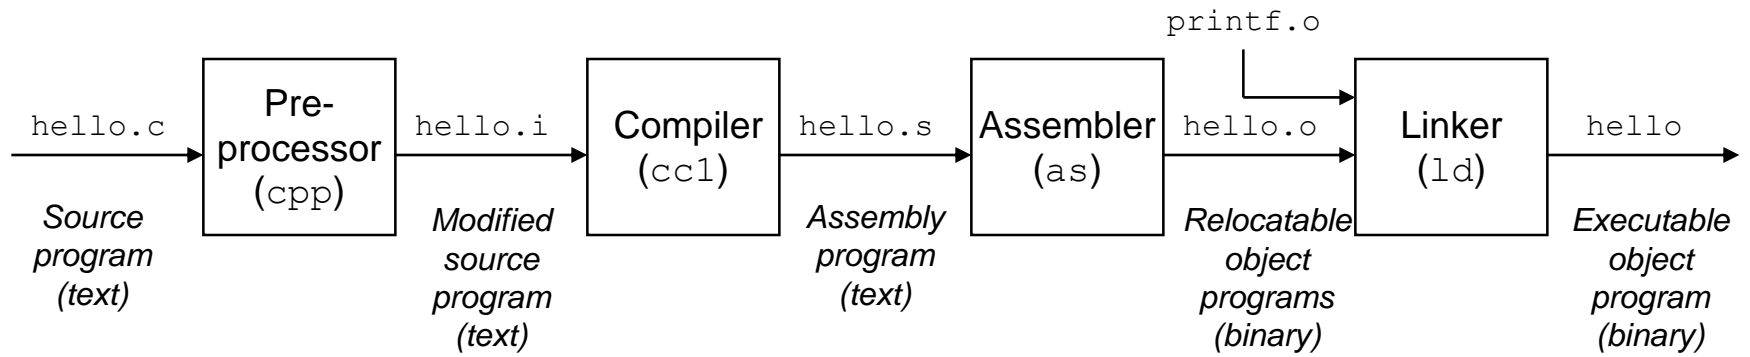 printf.o
hello.c
Pre-
processor
(cpp)
hello.i
Compiler
(cc1)
hello.s
Assembler
(as)
hello.o
Linker
(ld)
hello
Source
program
(text)
Modified
source
program
(text)
Assembly
program
(text)
Relocatable
object
programs
(binary)
Executable
object
program
(binary)